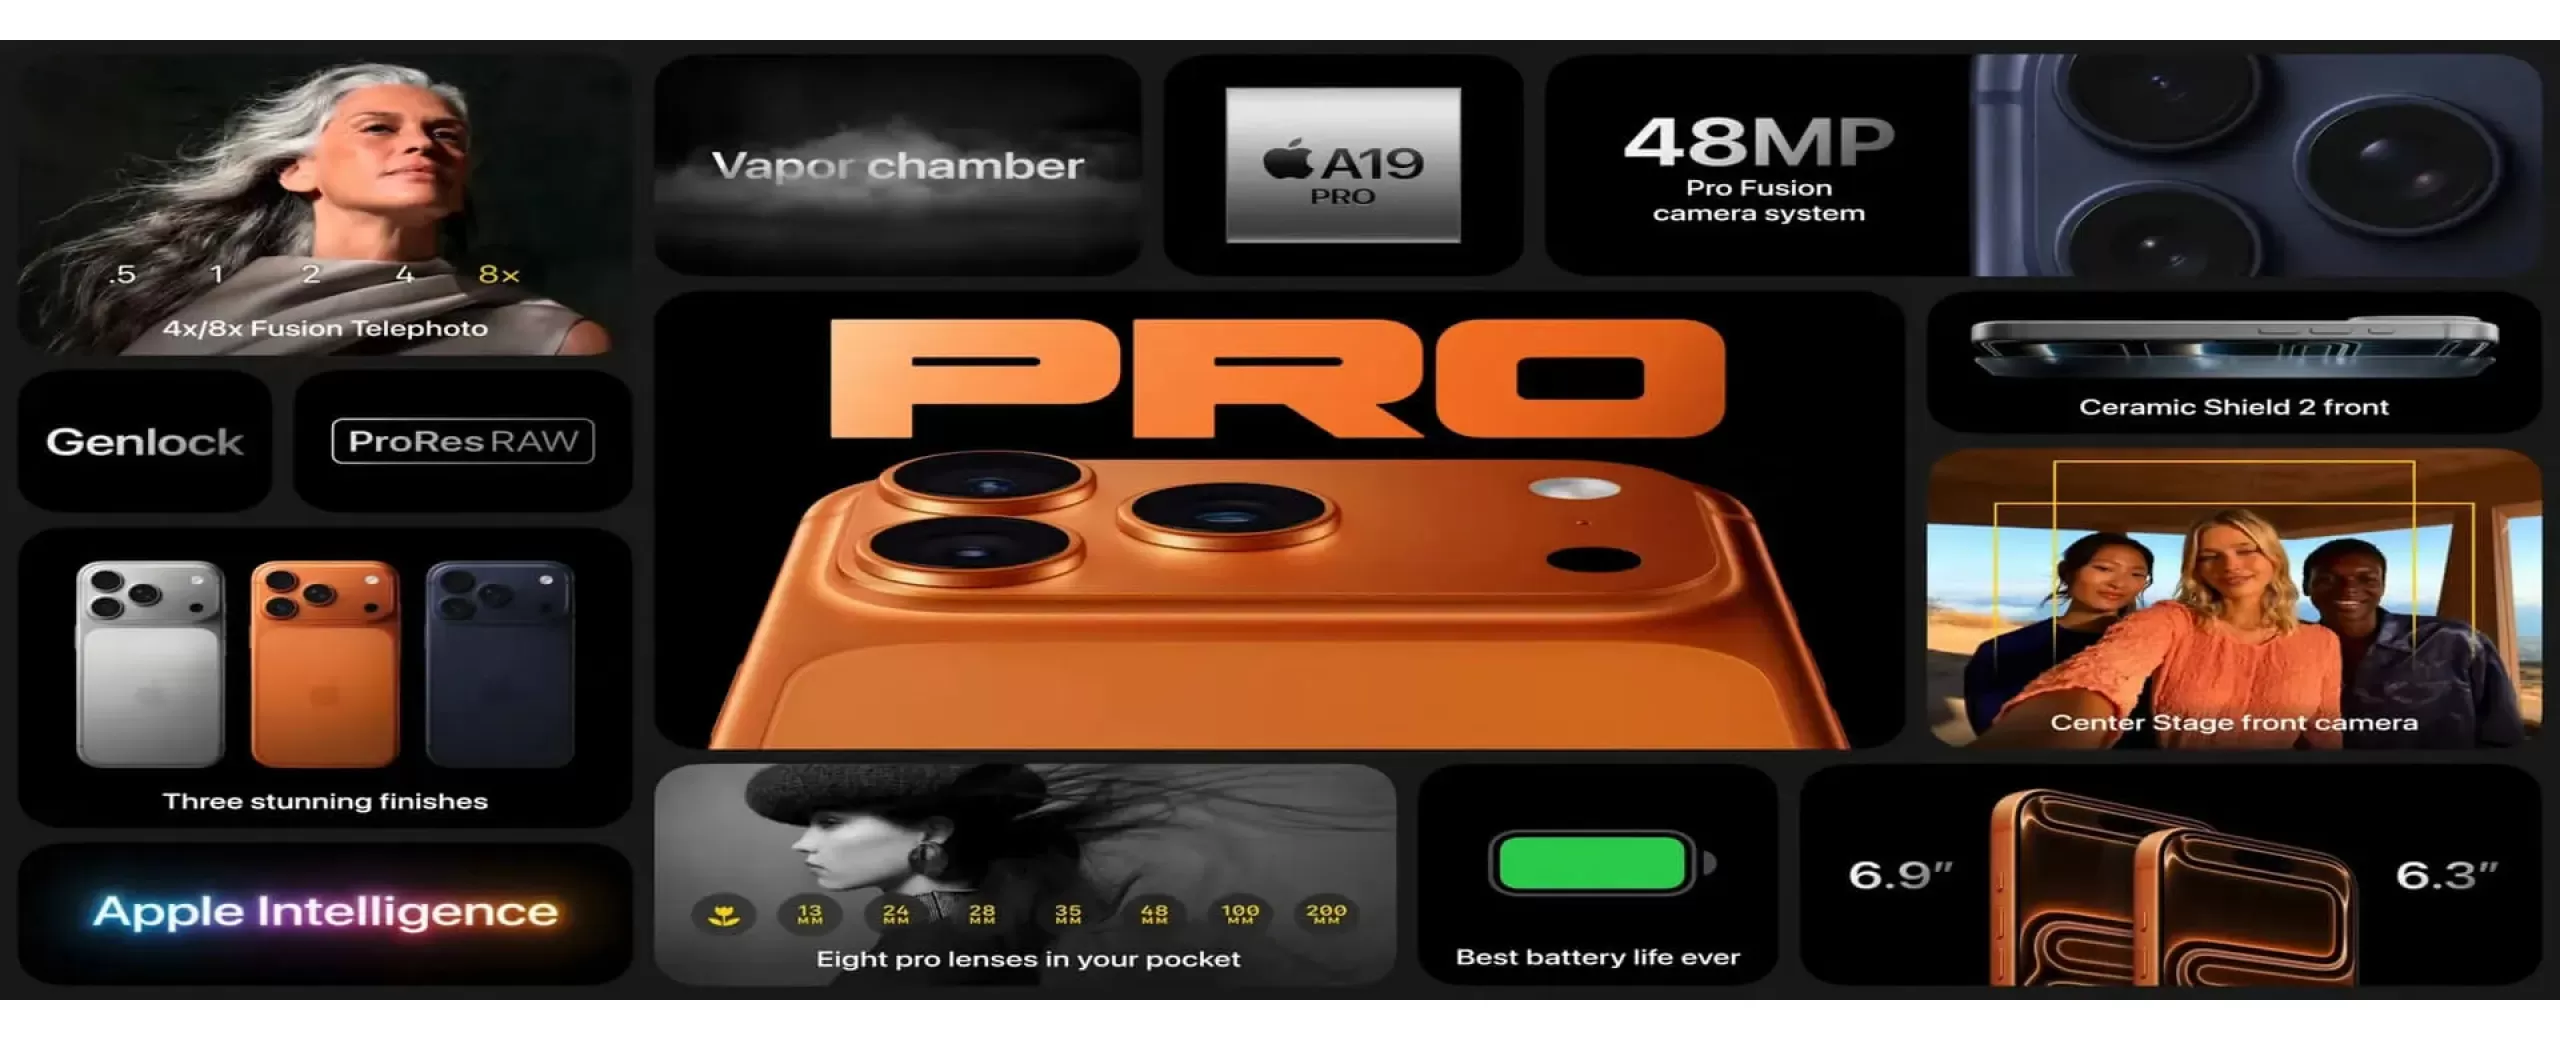 .5 1 2 4 8×
4x/8x Fusion Telephoto
Vapor chamber
A19
PRO
48MP
Pro Fusion
camera system
Genlock
ProRes RAW
PRO
Ceramic Shield 2 front
Center Stage front camera
Three stunning finishes
Apple Intelligence
13 MM 24 MM 28 MM 35 MM 48 MM 100 MM 200 MM
Eight pro lenses in your pocket
Best battery life ever
6.9″
6.3″